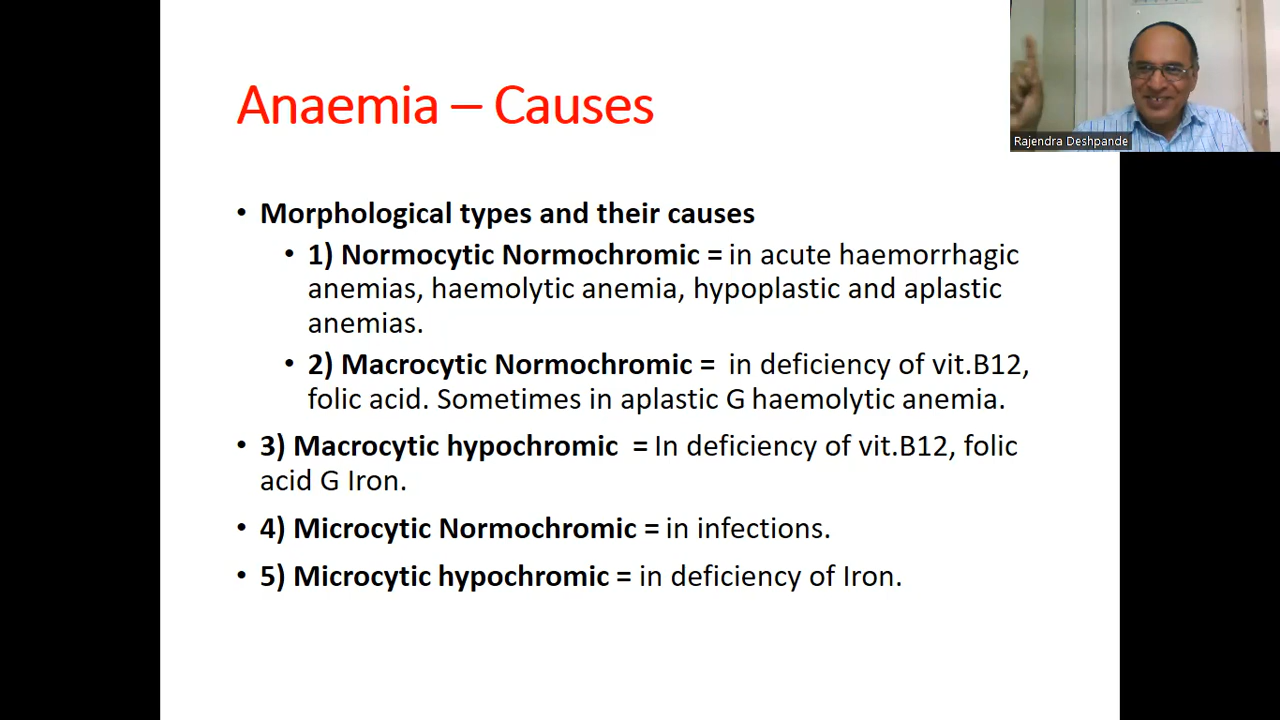 Anaemia – Causes
Rajendra Deshpande
• Morphological types and their causes
• 1) Normocytic Normochromic = in acute haemorrhagic
anemias, haemolytic anemia, hypoplastic and aplastic
anemias.
• 2) Macrocytic Normochromic = in deficiency of vit.B12,
folic acid. Sometimes in aplastic G haemolytic anemia.
• 3) Macrocytic hypochromic = In deficiency of vit.B12, folic
acid G Iron.
• 4) Microcytic Normochromic = in infections.
• 5) Microcytic hypochromic = in deficiency of Iron.